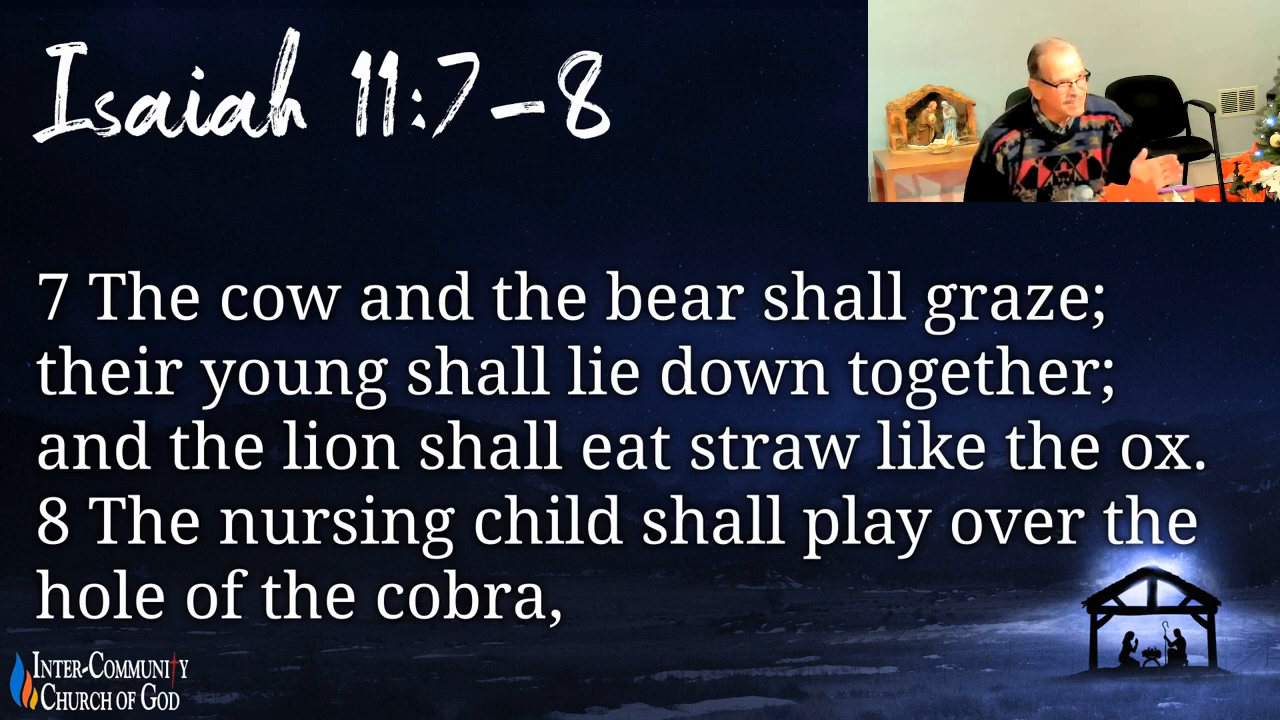 Isaiah 11:7-8
7 The cow and the bear shall graze;
their young shall lie down together;
and the lion shall eat straw like the ox.
8 The nursing child shall play over the
hole of the cobra,
Inter-Community
Church of God